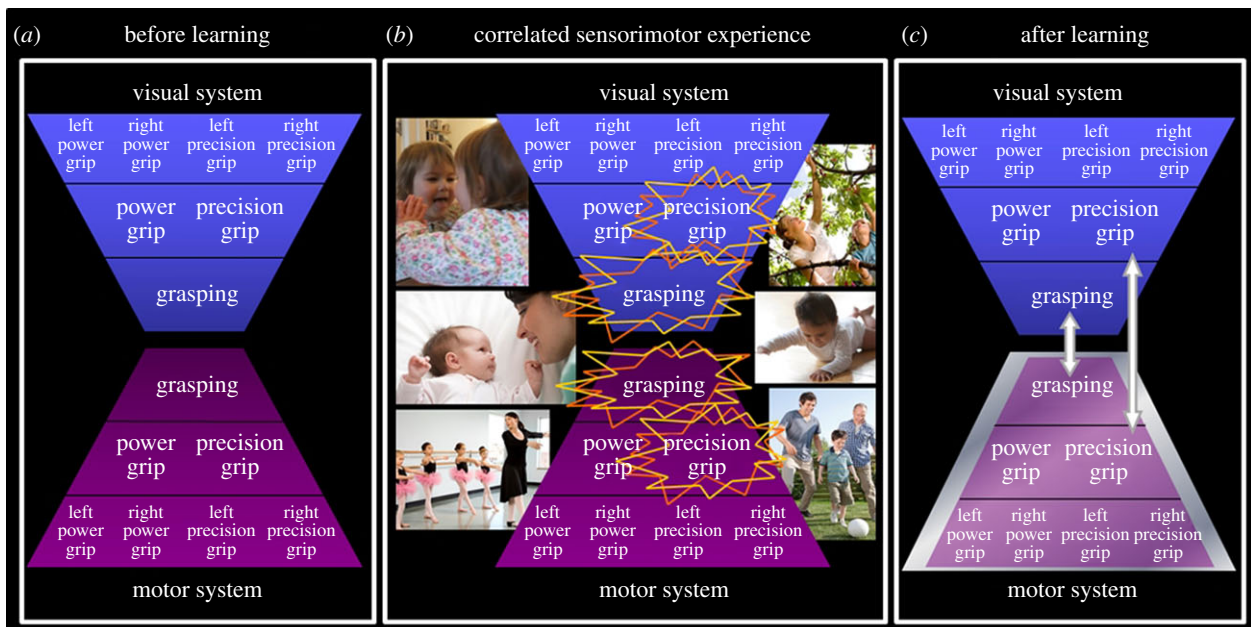 (a) before learning
visual system
left power grip
right power grip
left precision grip
right precision grip
power grip
precision grip
grasping
grasping
power grip
precision grip
left power grip
right power grip
left precision grip
right precision grip
motor system
(b) correlated sensorimotor experience
visual system
left power grip
right power grip
left precision grip
right precision grip
power grip
precision grip
grasping
grasping
power grip
precision grip
left power grip
right power grip
left precision grip
right precision grip
motor system
(c) after learning
visual system
left power grip
right power grip
left precision grip
right precision grip
power grip
precision grip
grasping
grasping
power grip
precision grip
left power grip
right power grip
left precision grip
right precision grip
motor system